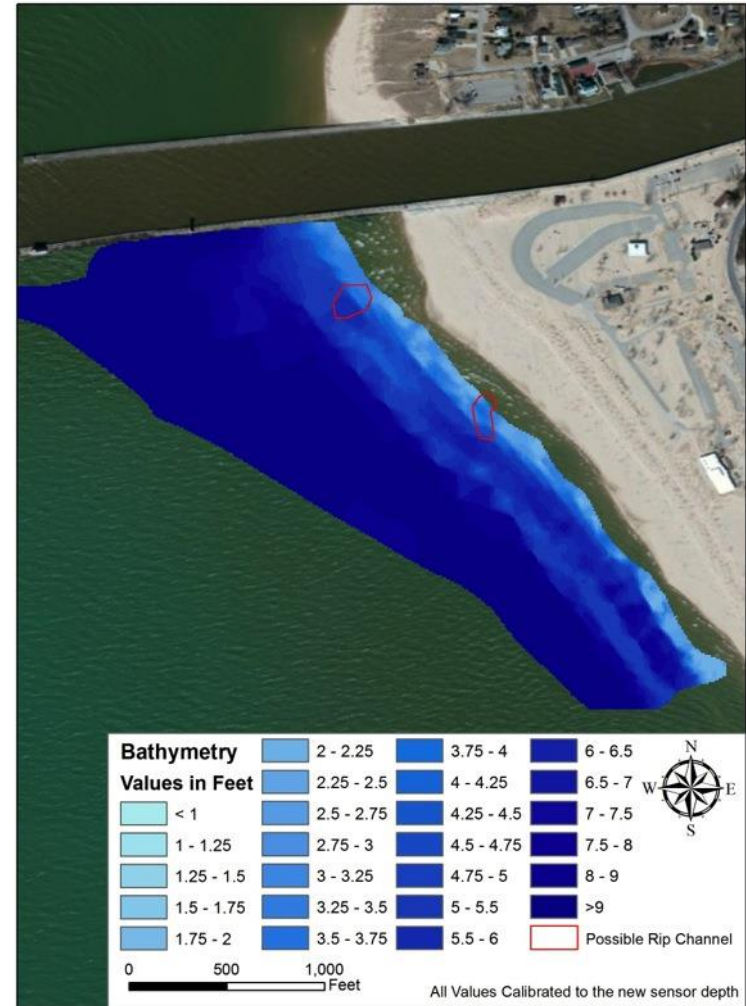 Bathymetry
Values in Feet
< 1
1 - 1.25
1.25 - 1.5
1.5 - 1.75
1.75 - 2
2 - 2.25
2.25 - 2.5
2.5 - 2.75
2.75 - 3
3 - 3.25
3.25 - 3.5
3.5 - 3.75
3.75 - 4
4 - 4.25
4.25 - 4.5
4.5 - 4.75
4.75 - 5
5 - 5.5
5.5 - 6
6 - 6.5
6.5 - 7
7 - 7.5
7.5 - 8
8 - 9
>9
Possible Rip Channel
N
W E
S
0 500 1,000
Feet
All Values Calibrated to the new sensor depth